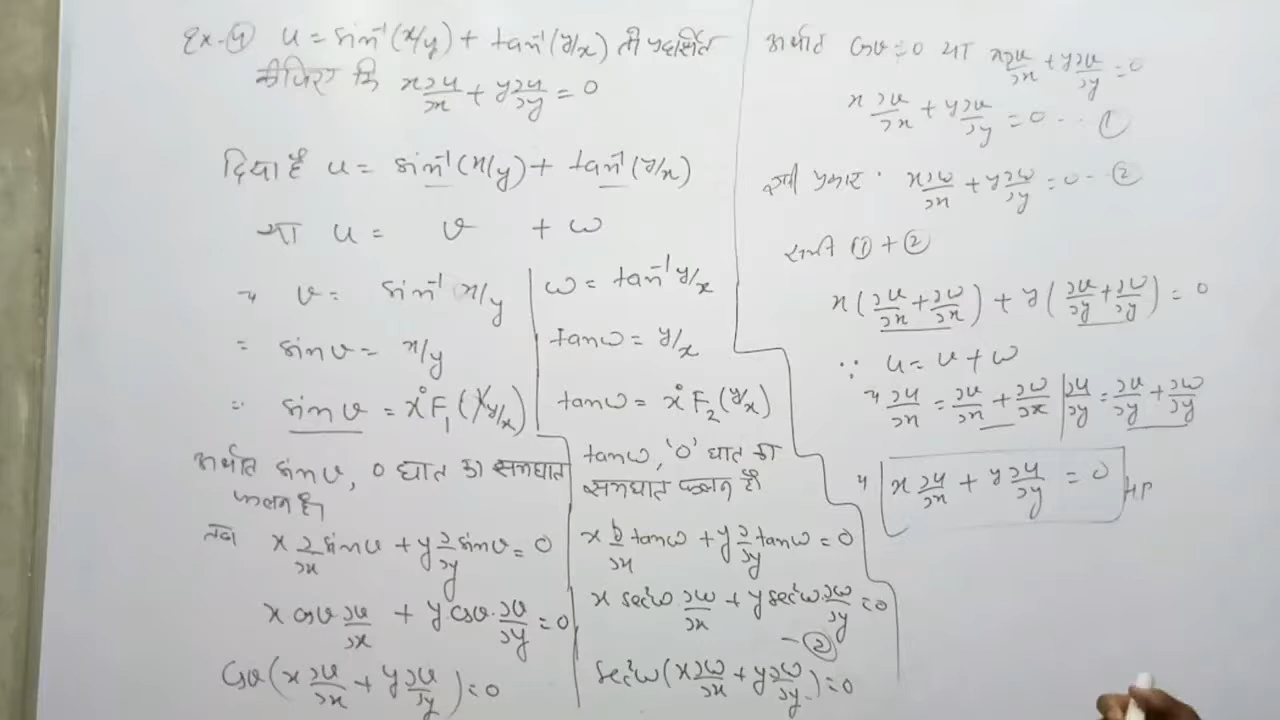 Ex-4) u = sin⁻¹(x/y) + tan⁻¹(y/x) तो प्रदर्शित
कीजिए कि x ∂u/∂x + y ∂u/∂y = 0
दिया है u = sin⁻¹(x/y) + tan⁻¹(y/x)
या u = v + w
" v = sin⁻¹ x/y
= sin v = x/y
sin v = x⁰ F₁ (1/y/x)
अर्थात sin v, 0 घात का समघात
फलन है।
तब x ∂/∂x sin v + y ∂/∂y sin v = 0
x cos v ∂v/∂x + y cos v · ∂v/∂y = 0
Cos v (x ∂v/∂x + y ∂v/∂y) = 0
w = tan⁻¹ y/x
tan w = y/x
tan w = x⁰ F₂ (y/x)
tan w, '0' घात का
समघात फलन है
x ∂/∂x tan w + y ∂/∂y tan w = 0
x sec²w ∂w/∂x + y sec²w · ∂w/∂y = 0
- ②
sec²w (x ∂w/∂x + y ∂w/∂y) = 0
अर्थात Cos v = 0 या x ∂v/∂x + y ∂v/∂y = 0
x ∂v/∂x + y ∂v/∂y = 0 -- ①
इसी प्रकार · x ∂w/∂x + y ∂w/∂y = 0 -- ②
① + ②
x (∂v/∂x + ∂w/∂x) + y (∂v/∂y + ∂w/∂y) = 0
∵ u = v + w
" ∂u/∂x = ∂v/∂x + ∂w/∂x | ∂u/∂y = ∂v/∂y + ∂w/∂y
" x ∂u/∂x + y ∂u/∂y = 0 HP